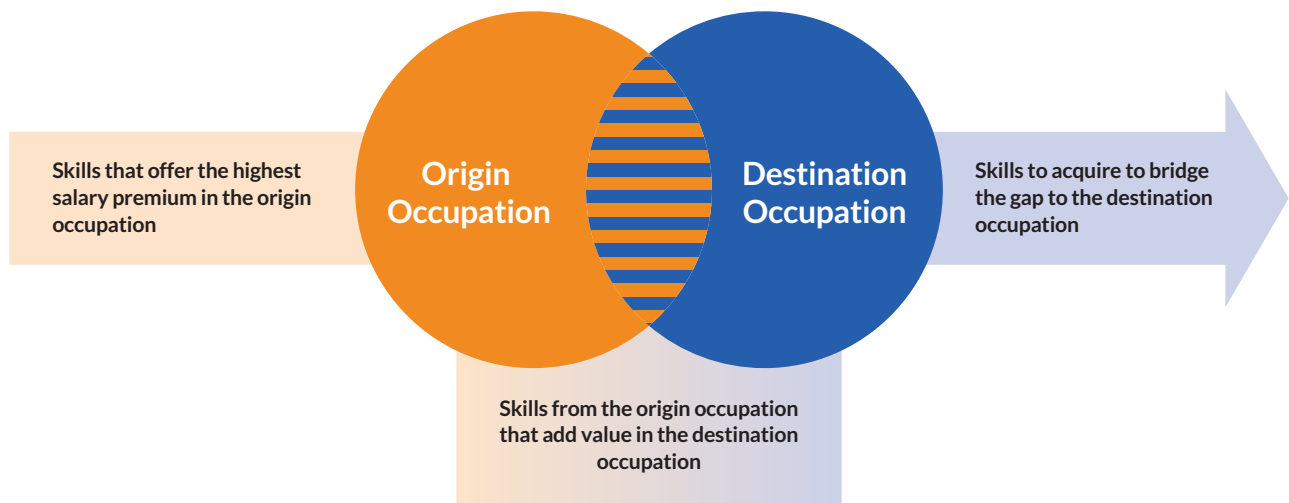 Skills that offer the highest
salary premium in the origin
occupation
Origin
Occupation
Destination
Occupation
Skills to acquire to bridge
the gap to the destination
occupation
Skills from the origin occupation
that add value in the destination
occupation